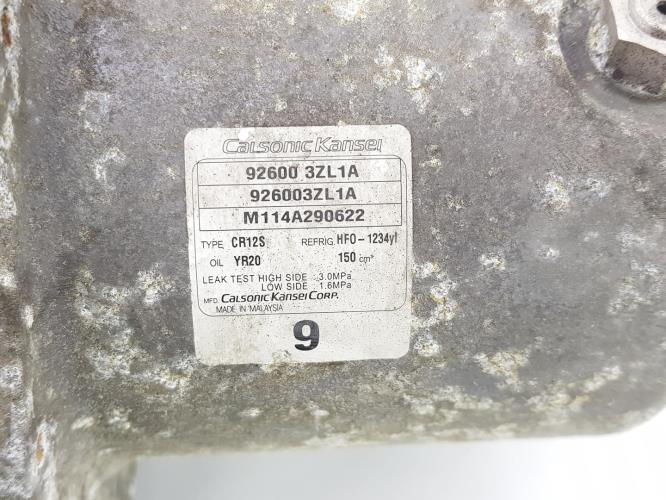 Calsonic Kansei
92600 3ZL1A
926003ZL1A
M114A290622
TYPE CR12S REFRIG. HFO-1234yf
OIL YR20 150 cm³
LEAK TEST HIGH SIDE : 3.0MPa
LOW SIDE : 1.6MPa
MFD. CALSONIC KANSEI CORP.
MADE IN MALAYSIA
9